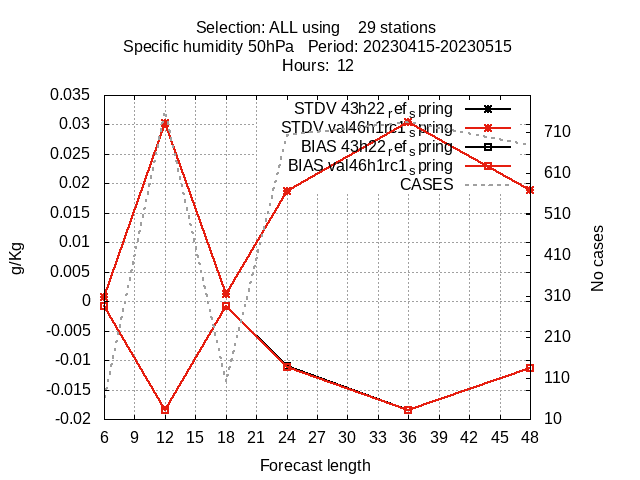 Selection: ALL using    29 stations
Specific humidity 50hPa   Period: 20230415-20230515
Hours:  12
0.035
0.03
0.025
0.02
0.015
0.01
0.005
0
-0.005
-0.01
-0.015
-0.02
g/Kg
STDV 43h22_ref_spring
STDV val46h1rc1_spring
BIAS 43h22_ref_spring
BIAS val46h1rc1_spring
CASES
710
610
510
410
310
210
110
10
No cases
6 9 12 15 18 21 24 27 30 33 36 39 42 45 48
Forecast length